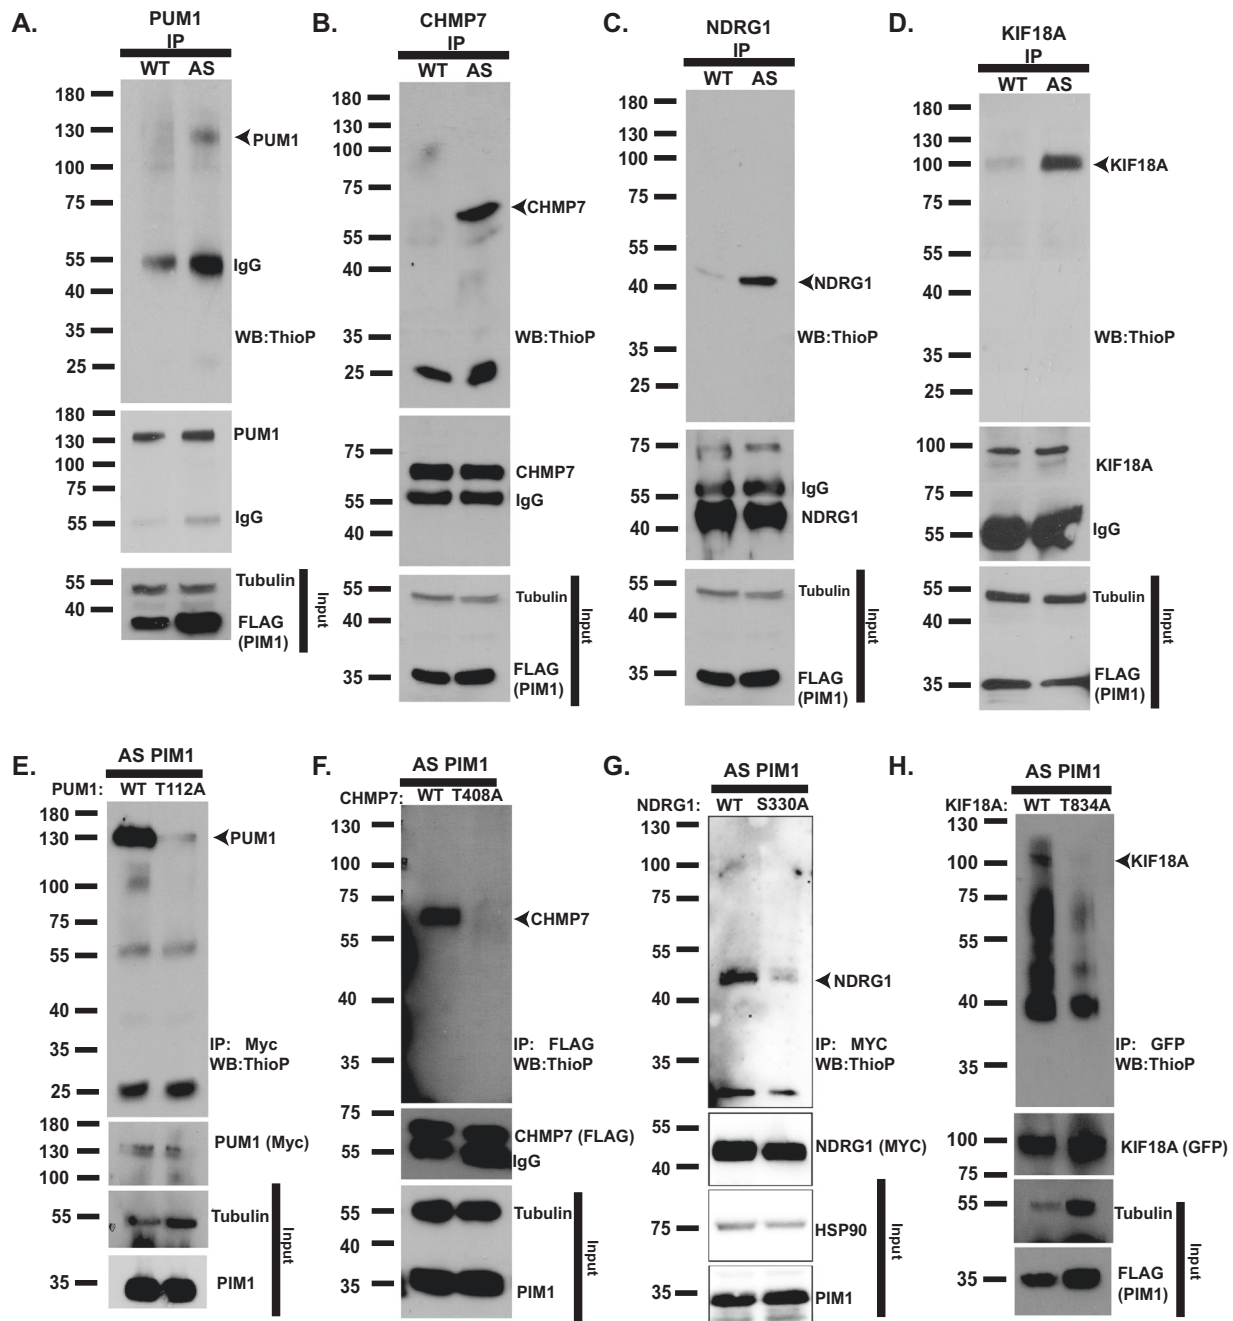 A.
PUM1
IP
WT AS
180
130
100
75
55
40
35
25
PUM1
IgG
WB:ThioP
180
130
100
75
55
PUM1
IgG
55
40
Tubulin
FLAG
(PIM1)
Input
B.
CHMP7
IP
WT AS
180
130
100
75
55
40
35
25
CHMP7
WB:ThioP
75
55
40
CHMP7
IgG
55
40
35
Tubulin
FLAG
(PIM1)
Input
C.
NDRG1
IP
WT AS
180
130
100
75
55
40
35
25
NDRG1
WB:ThioP
75
55
40
IgG
NDRG1
55
40
35
Tubulin
FLAG
(PIM1)
Input
D.
KIF18A
IP
WT AS
180
130
100
75
55
40
35
25
KIF18A
WB:ThioP
100
75
55
KIF18A
IgG
55
40
35
Tubulin
FLAG
(PIM1)
Input
E.
AS PIM1
PUM1: WT T112A
180
130
100
75
55
40
35
25
PUM1
IP: Myc
WB:ThioP
180
130
100
PUM1 (Myc)
55
Tubulin
35
PIM1
Input
F.
AS PIM1
CHMP7: WT T408A
130
100
75
55
40
35
CHMP7
IP: FLAG
WB:ThioP
75
55
CHMP7 (FLAG)
IgG
55
40
35
Tubulin
PIM1
Input
G.
AS PIM1
NDRG1: WT S330A
130
100
75
55
40
35
NDRG1
IP: MYC
WB:ThioP
55
40
NDRG1 (MYC)
75
HSP90
35
PIM1
Input
H.
AS PIM1
KIF18A: WT T834A
130
100
75
55
40
35
KIF18A
IP: GFP
WB:ThioP
100
75
KIF18A (GFP)
55
Tubulin
35
FLAG
(PIM1)
Input